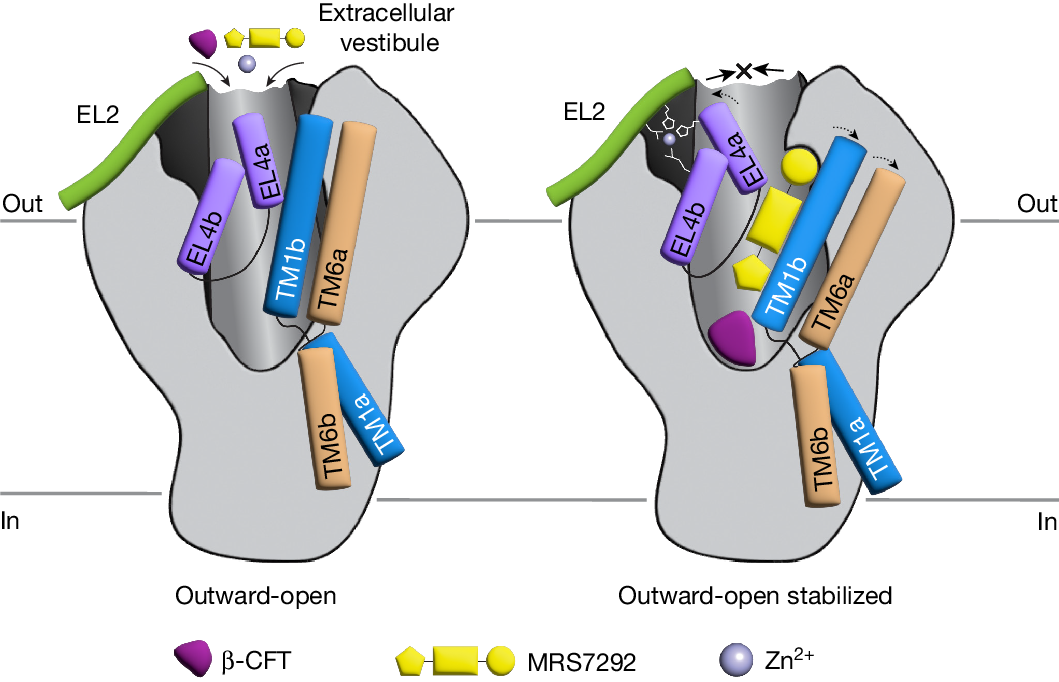 Extracellular
vestibule
EL2
EL4a
EL4b
TM1b
TM6a
TM6b
TM1a
Out
In
Outward-open
EL2
EL4a
EL4b
TM1b
TM6a
TM6b
TM1a
Out
In
Outward-open stabilized
β-CFT
MRS7292
Zn²⁺